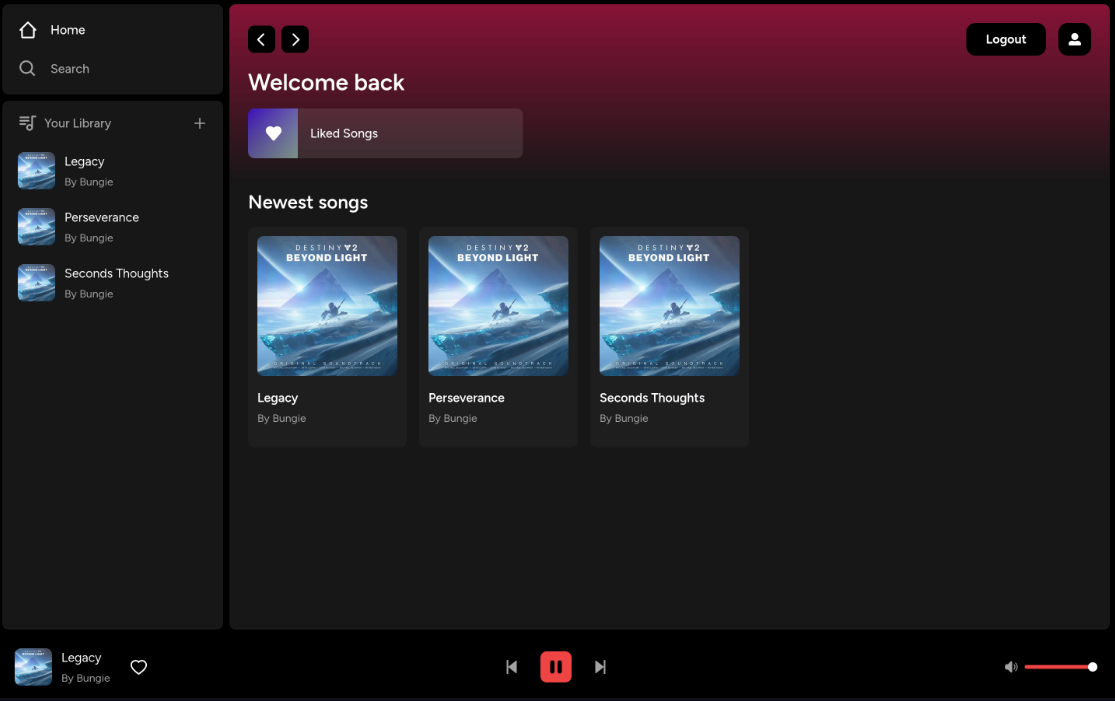 Home
Search
Your Library
Legacy
By Bungie
Perseverance
By Bungie
Seconds Thoughts
By Bungie
Logout
Welcome back
Liked Songs
Newest songs
DESTINY 2
BEYOND LIGHT
ORIGINAL SOUNDTRACK
Legacy
By Bungie
DESTINY 2
BEYOND LIGHT
ORIGINAL SOUNDTRACK
Perseverance
By Bungie
DESTINY 2
BEYOND LIGHT
ORIGINAL SOUNDTRACK
Seconds Thoughts
By Bungie
Legacy
By Bungie